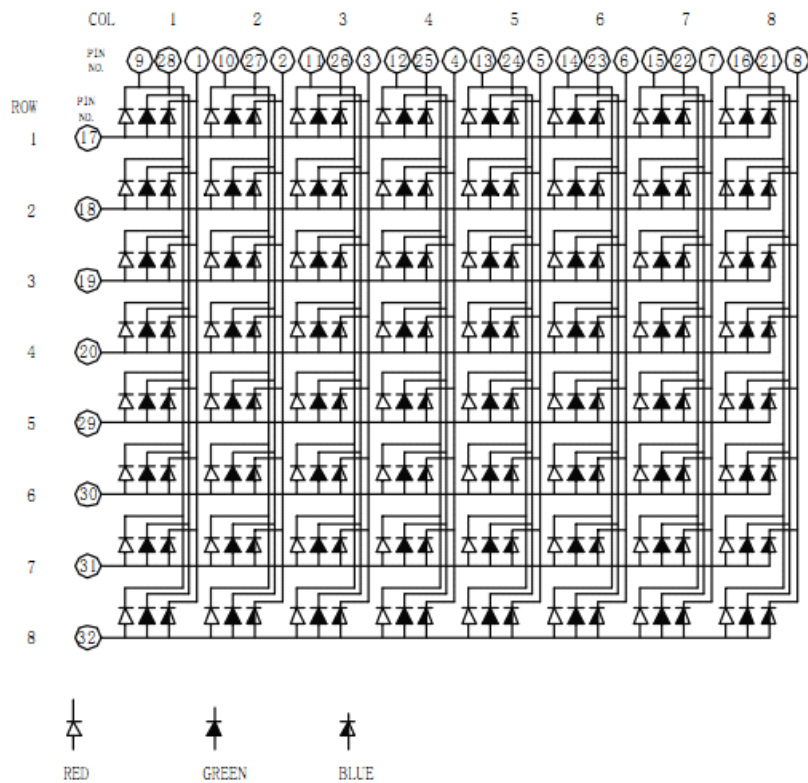 COL 1 2 3 4 5 6 7 8
PIN NO. 9 28 1 10 27 2 11 26 3 12 25 4 13 24 5 14 23 6 15 22 7 16 21 8
ROW PIN NO.
1 17
2 18
3 19
4 20
5 29
6 30
7 31
8 32
RED GREEN BLUE